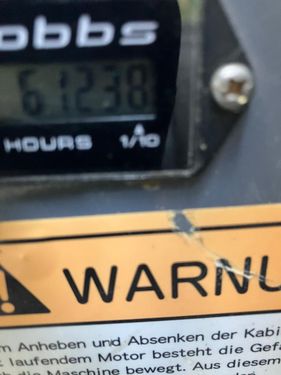 obbs
61238
HOURS 1/10
WARNU
m Anheben und Absenken der Kabi
laufendem Motor besteht die Gefa
die Maschine bewegt. Aus diesem